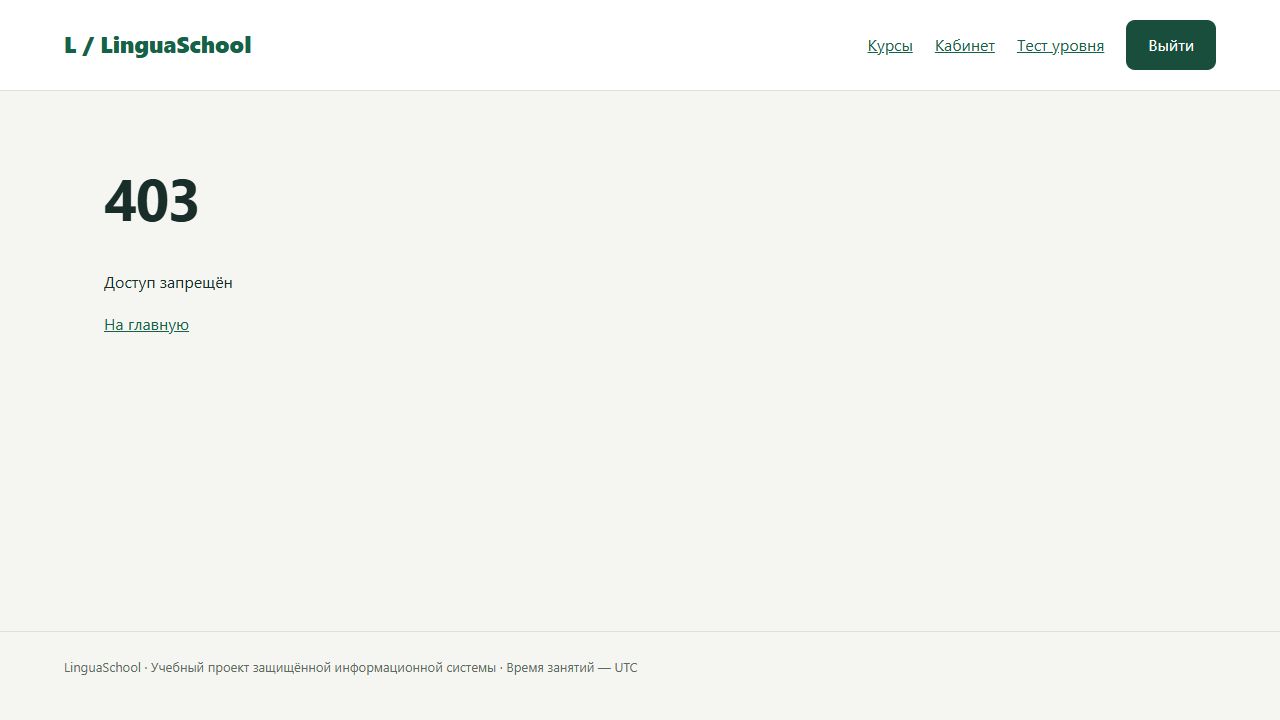 L / LinguaSchool
Курсы Кабинет Тест уровня Выйти
403
Доступ запрещён
На главную
LinguaSchool · Учебный проект защищённой информационной системы · Время занятий — UTC